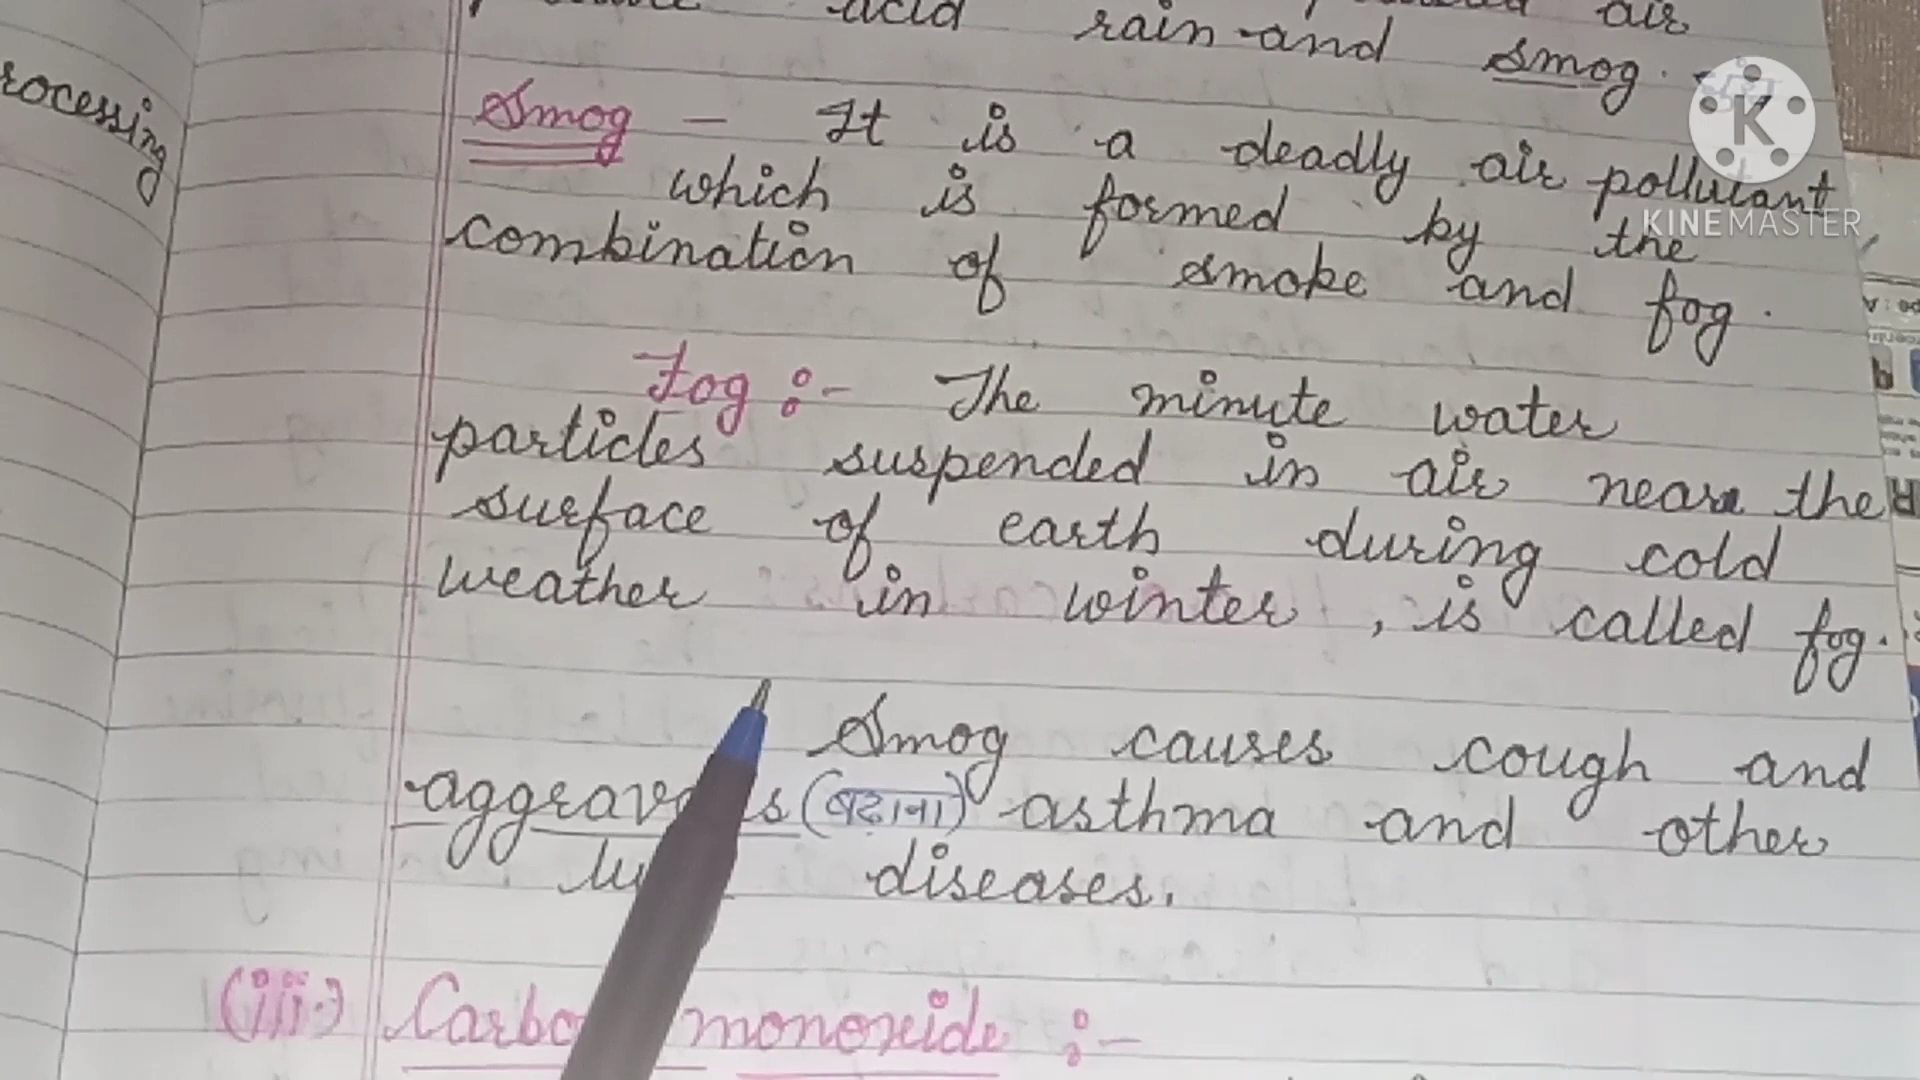 acid rain and smog.
Smog - It is a deadly air pollutant
which is formed by the
combination of smoke and fog.
Fog :- The minute water
particles suspended in air near the
surface of earth during cold
weather in winter, is called fog.
Smog causes cough and
(बढ़ाना) asthma and other
diseases.
(iii) monoxide :-
rocessing
K
KINEMASTER